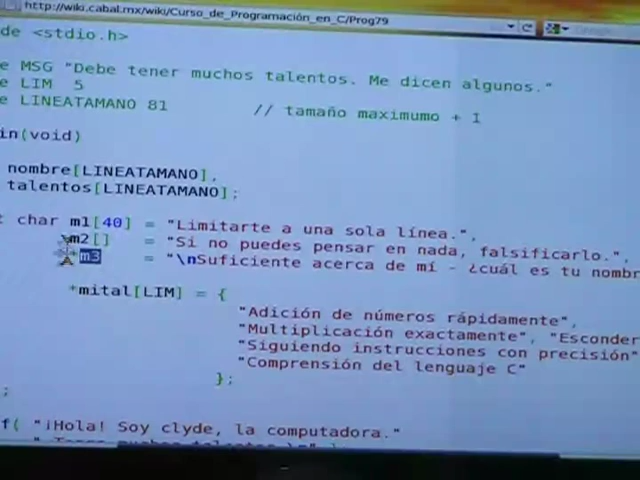 http://wiki.cabal.mx/wiki/Curso_de_Programación_en_C/Prog79
de <stdio.h>
e MSG "Debe tener muchos talentos. Me dicen algunos."
e LIM 5
e LINEATAMANO 81 // tamaño maximumo + 1
in(void)
nombre[LINEATAMANO],
talentos[LINEATAMANO];
t char m1[40] = "Limitarte a una sola línea.",
m2[] = "Si no puedes pensar en nada, falsificarlo.",
*m3 = "\nSuficiente acerca de mí - ¿cuál es tu nombr
*mital[LIM] = {
"Adición de números rápidamente",
"Multiplicación exactamente", "Esconder
"Siguiendo instrucciones con precisión"
"Comprensión del lenguaje C"
};
;
f( "¡Hola! Soy clyde, la computadora."